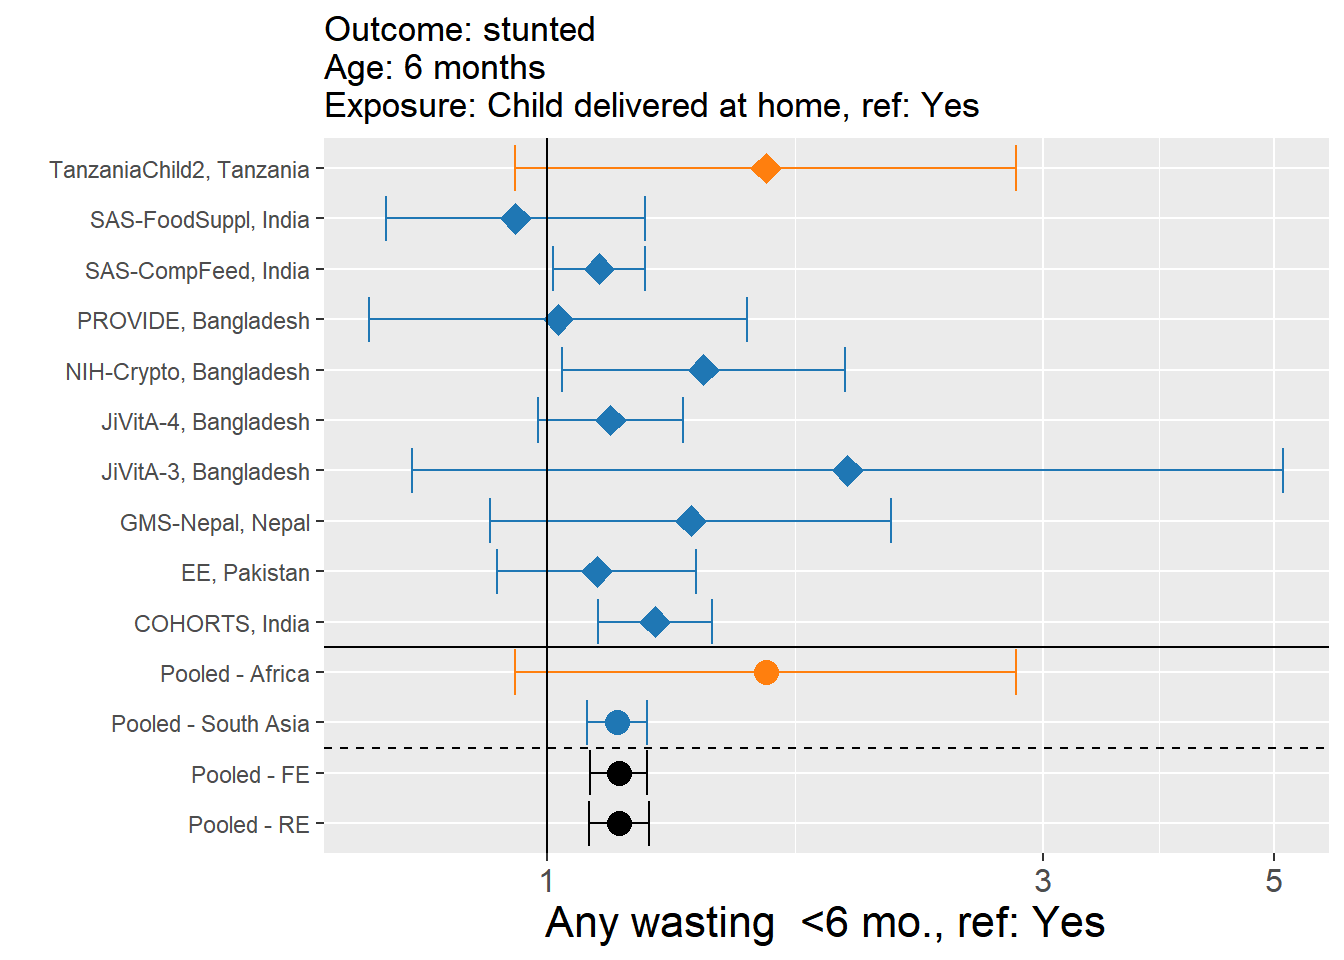 Outcome: stunted
Age: 6 months
Exposure: Child delivered at home, ref: Yes
TanzaniaChild2, Tanzania
SAS-FoodSuppl, India
SAS-CompFeed, India
PROVIDE, Bangladesh
NIH-Crypto, Bangladesh
JiVitA-4, Bangladesh
JiVitA-3, Bangladesh
GMS-Nepal, Nepal
EE, Pakistan
COHORTS, India
Pooled - Africa
Pooled - South Asia
Pooled - FE
Pooled - RE
1 3 5
Any wasting  <6 mo., ref: Yes